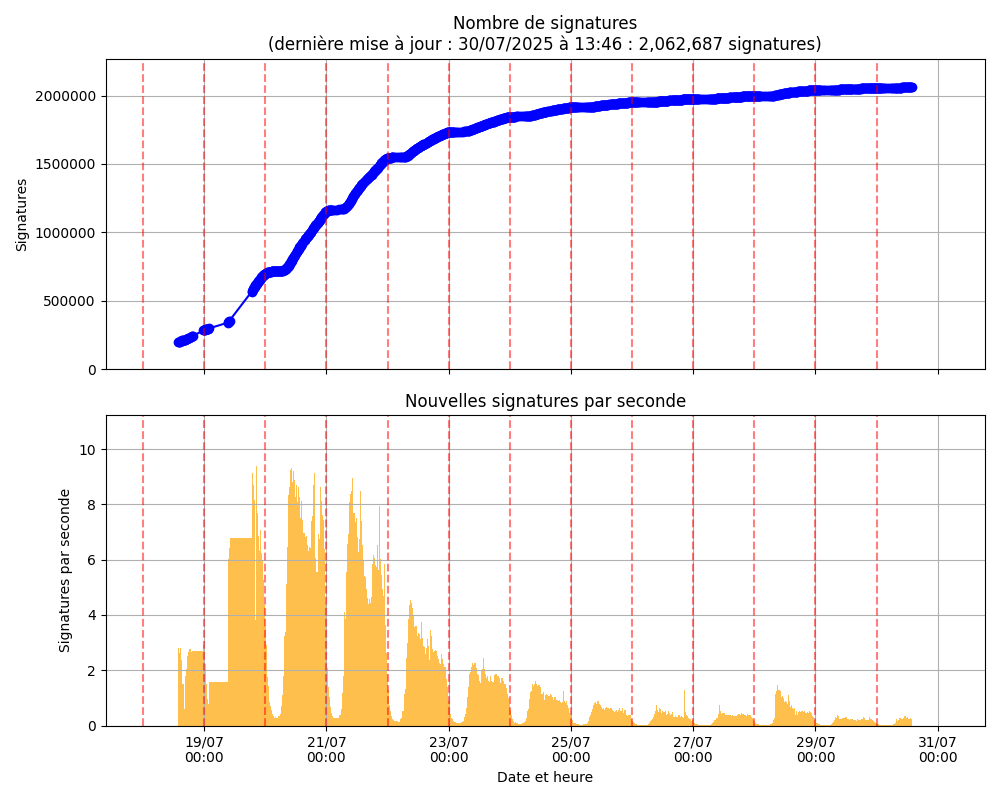 Nombre de signatures
(dernière mise à jour : 30/07/2025 à 13:46 : 2,062,687 signatures)
2000000
1500000
1000000
500000
0
Signatures
Nouvelles signatures par seconde
10
8
6
4
2
0
Signatures par seconde
19/07 21/07 23/07 25/07 27/07 29/07 31/07
00:00 00:00 00:00 00:00 00:00 00:00 00:00
Date et heure